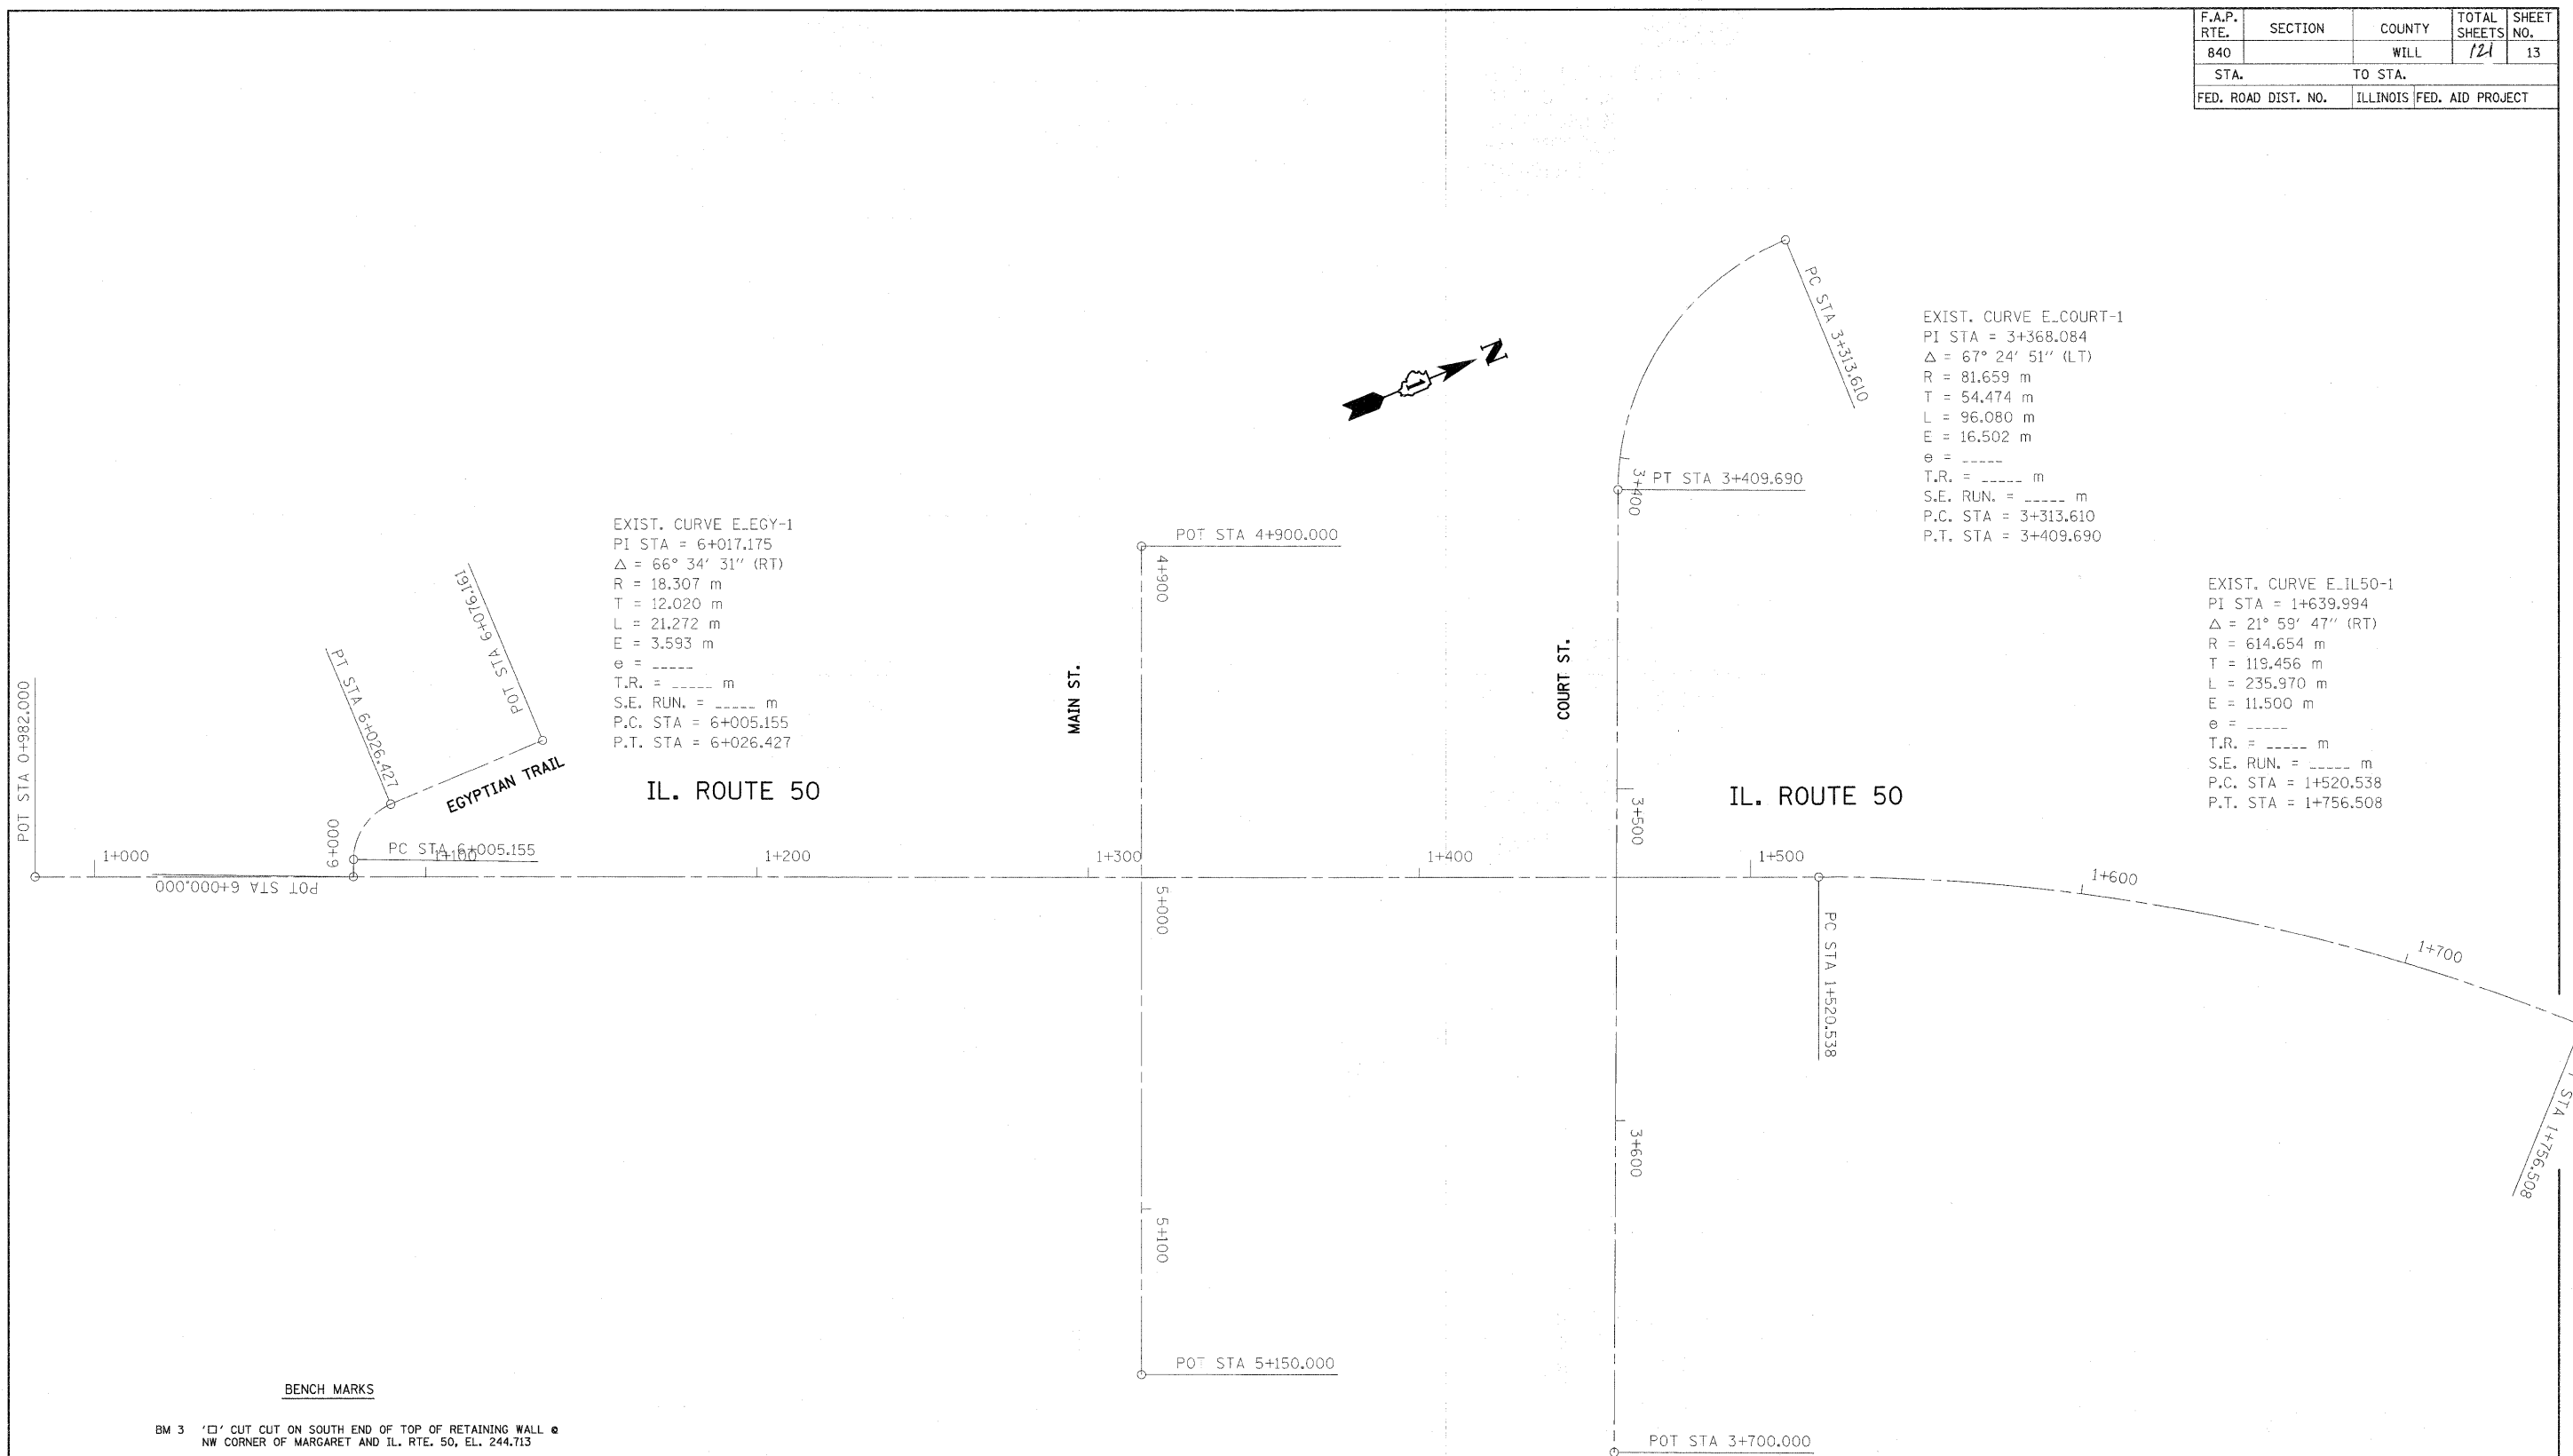 F.A.P. RTE. SECTION COUNTY TOTAL SHEETS SHEET NO.
840 WILL 121 13
STA. TO STA.
FED. ROAD DIST. NO. ILLINOIS FED. AID PROJECT
N
PC STA 3+313.610
EXIST. CURVE E_COURT-1
PI STA = 3+368.084
Δ = 67° 24' 51'' (LT)
R = 81.659 m
T = 54.474 m
L = 96.080 m
E = 16.502 m
e = _____
T.R. = _____ m
S.E. RUN. = _____ m
P.C. STA = 3+313.610
P.T. STA = 3+409.690
3+400
PT STA 3+409.690
EXIST. CURVE E_EGY-1
PI STA = 6+017.175
Δ = 66° 34' 31'' (RT)
R = 18.307 m
T = 12.020 m
L = 21.272 m
E = 3.593 m
e = _____
T.R. = _____ m
S.E. RUN. = _____ m
P.C. STA = 6+005.155
P.T. STA = 6+026.427
POT STA 4+900.000
4+900
EXIST. CURVE E_IL50-1
PI STA = 1+639.994
Δ = 21° 59' 47'' (RT)
R = 614.654 m
T = 119.456 m
L = 235.970 m
E = 11.500 m
e = _____
T.R. = _____ m
S.E. RUN. = _____ m
P.C. STA = 1+520.538
P.T. STA = 1+756.508
POT STA 0+982.000
PT STA 6+026.427
POT STA 6+076.161
EGYPTIAN TRAIL
MAIN ST.
COURT ST.
IL. ROUTE 50
IL. ROUTE 50
3+500
1+000
6+000
PC STA 6+005.155
1+100
1+200
1+300
1+400
1+500
1+600
1+700
POT STA 6+000.000
5+000
PC STA 1+520.538
STA 1+756.508
3+600
5+100
POT STA 5+150.000
POT STA 3+700.000
BENCH MARKS
BM 3 '□' CUT CUT ON SOUTH END OF TOP OF RETAINING WALL @
NW CORNER OF MARGARET AND IL. RTE. 50, EL. 244.713